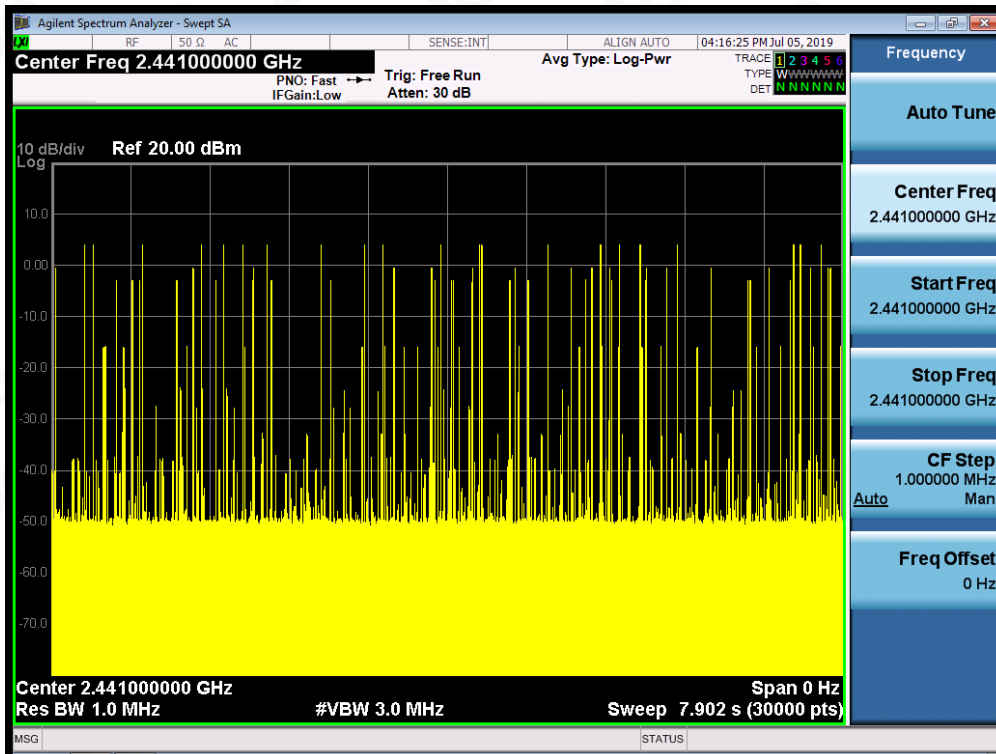 Agilent Spectrum Analyzer - Swept SA
LXI RF 50 Ω AC SENSE:INT ALIGN AUTO 04:16:25 PM Jul 05, 2019
Center Freq 2.441000000 GHz
PNO: Fast
IFGain:Low
Trig: Free Run
Atten: 30 dB
Avg Type: Log-Pwr
TRACE 1 2 3 4 5 6
TYPE WWWWWWW
DET N N N N N N
10 dB/div Ref 20.00 dBm
Log
10.0
0.00
-10.0
-20.0
-30.0
-40.0
-50.0
-60.0
-70.0
Center 2.441000000 GHz Span 0 Hz
Res BW 1.0 MHz #VBW 3.0 MHz Sweep 7.902 s (30000 pts)
MSG STATUS
Frequency
Auto Tune
Center Freq
2.441000000 GHz
Start Freq
2.441000000 GHz
Stop Freq
2.441000000 GHz
CF Step
1.000000 MHz
Auto Man
Freq Offset
0 Hz